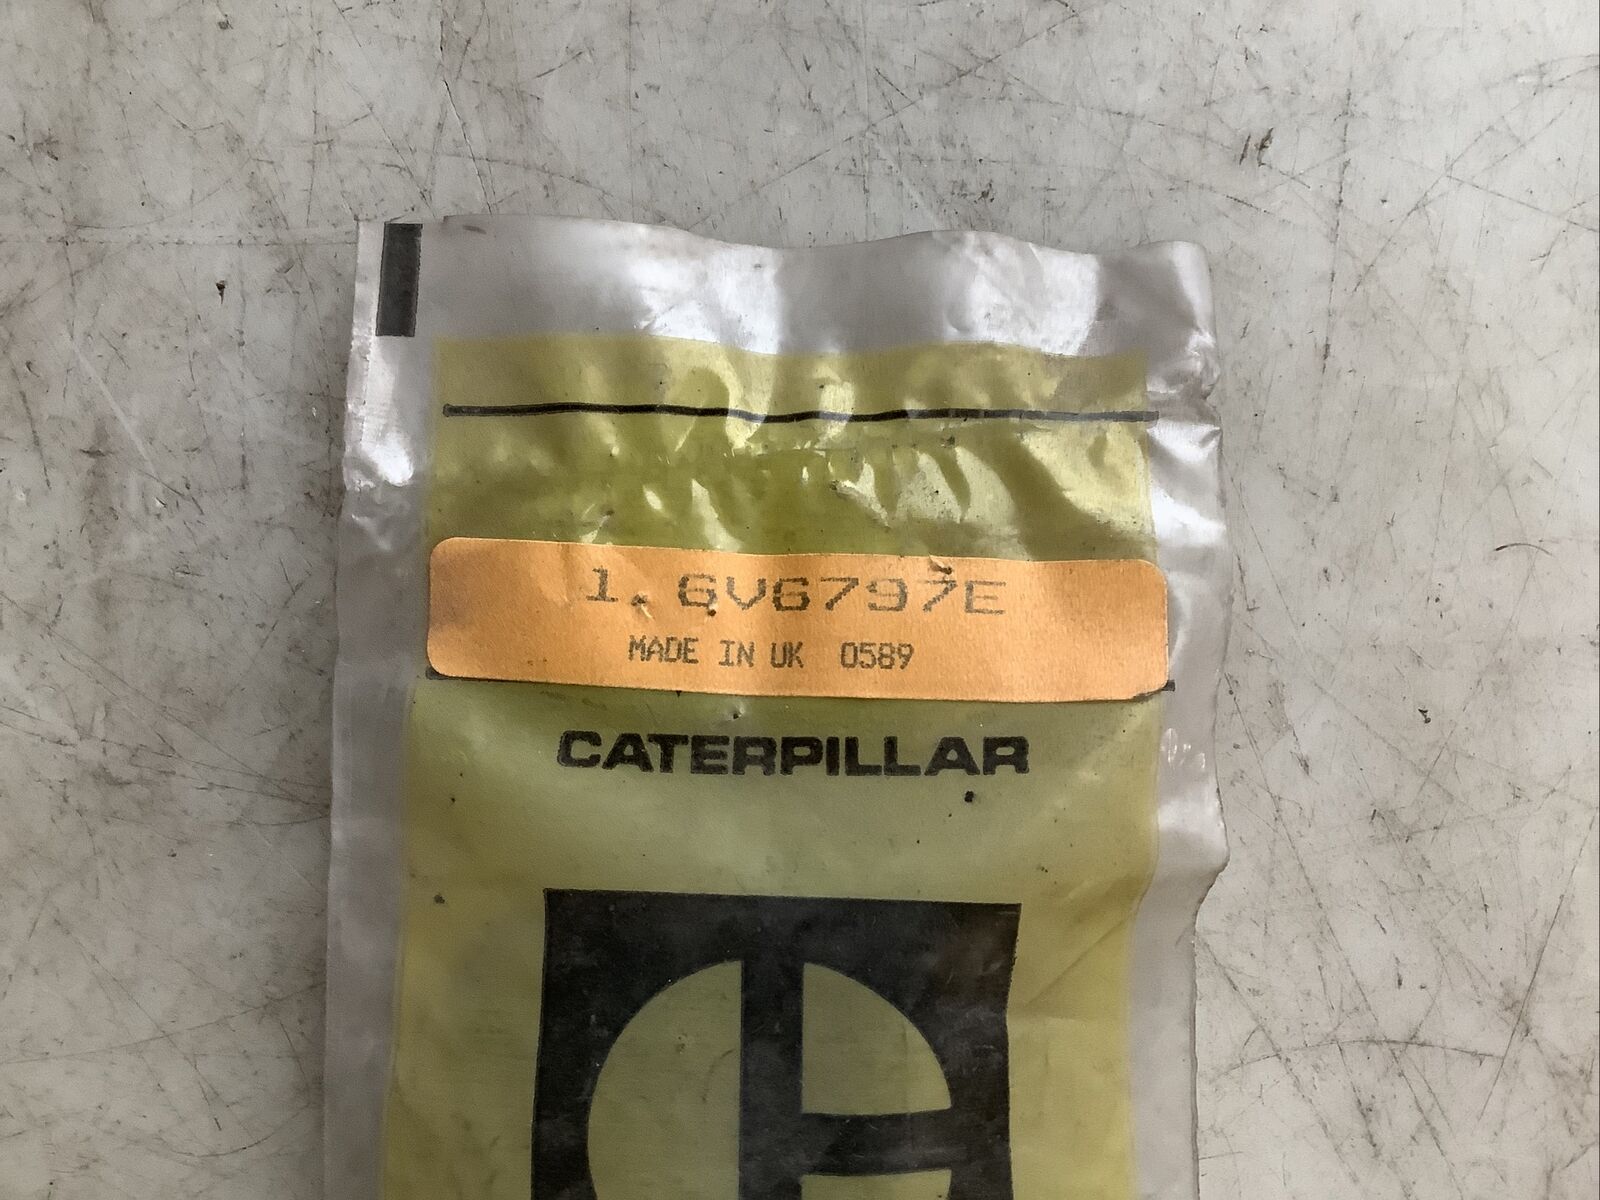 1. 6V6797E
MADE IN UK 0589
CATERPILLAR